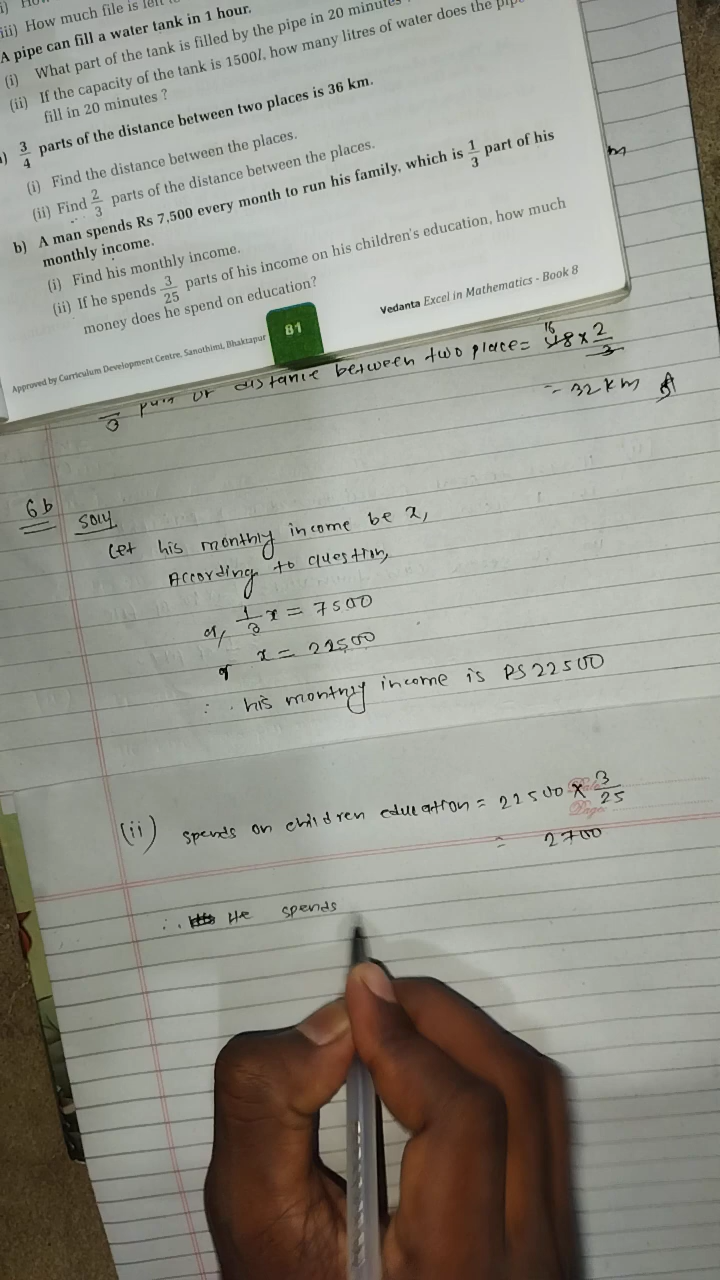 iii) How much file is left
A pipe can fill a water tank in 1 hour.
(i) What part of the tank is filled by the pipe in 20 minutes
(ii) If the capacity of the tank is 1500l, how many litres of water does the pipe
fill in 20 minutes ?
) 3/4 parts of the distance between two places is 36 km.
(i) Find the distance between the places.
(ii) Find 2/3 parts of the distance between the places.
b) A man spends Rs 7,500 every month to run his family, which is 1/3 part of his
monthly income.
(i) Find his monthly income.
(ii) If he spends 3/25 parts of his income on his children's education, how much
money does he spend on education?
Approved by Curriculum Development Centre, Sanothimi, Bhaktapur 81 Vedanta Excel in Mathematics - Book 8
distance between two place = 48 × 2/3
16
= 32 km
6b
Soln
Let his monthly income be x,
According to question,
or, 1/3 x = 7500
or x = 22500
∴ his monthly income is RS 22500
Date
Page
(ii) spends on children education = 22500 × 3/25
= 2700
∴ He spends